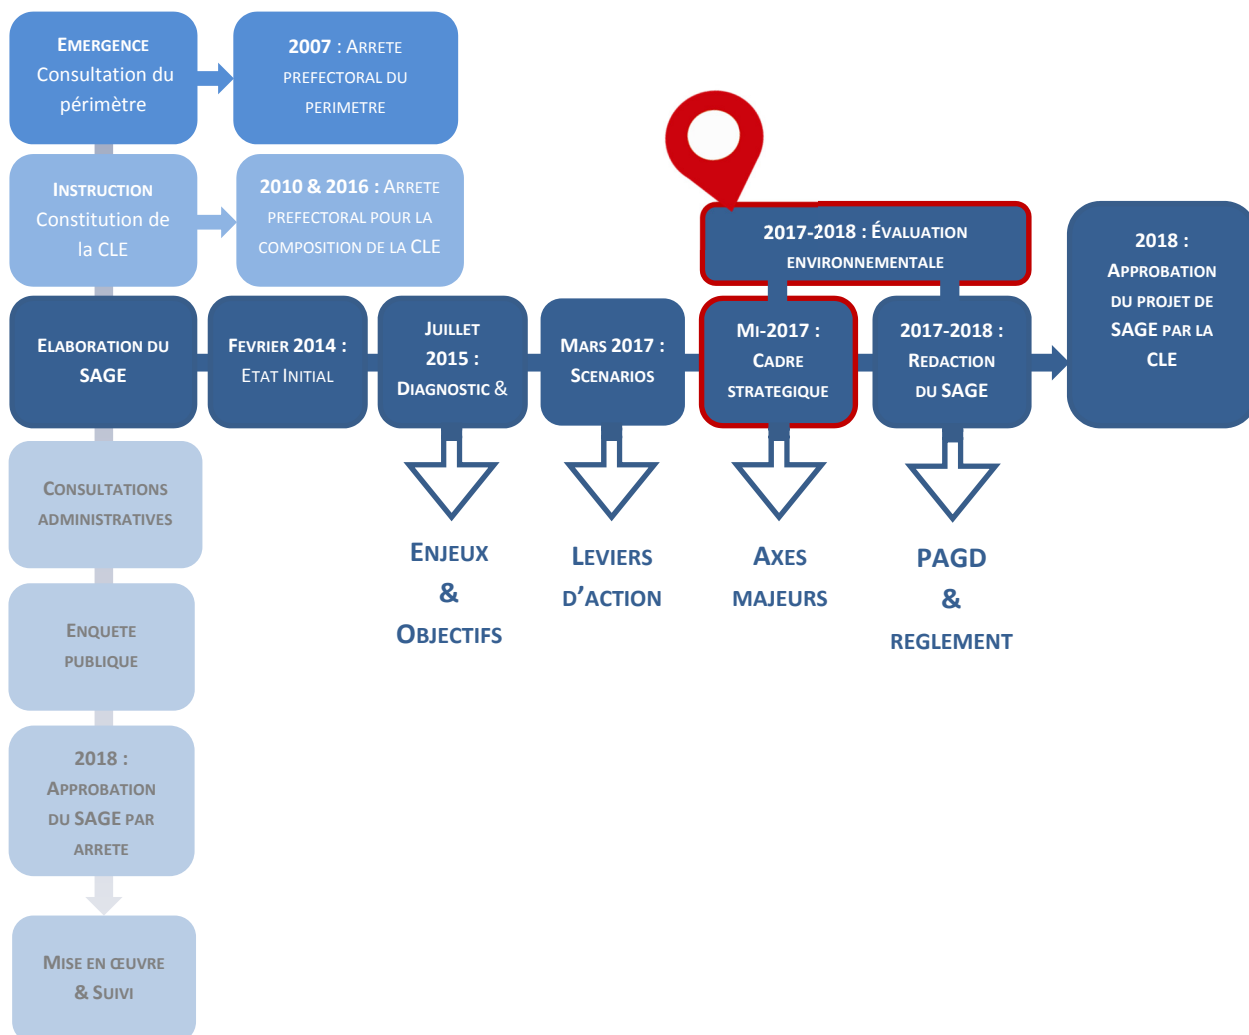 EMERGENCE
Consultation du
périmètre
2007 : ARRETE
PREFECTORAL DU
PERIMETRE
INSTRUCTION
Constitution de
la CLE
2010 & 2016 : ARRETE
PREFECTORAL POUR LA
COMPOSITION DE LA CLE
2017-2018 : ÉVALUATION
ENVIRONNEMENTALE
2018 :
APPROBATION
DU PROJET DE
SAGE PAR LA
CLE
ELABORATION DU
SAGE
FEVRIER 2014 :
ETAT INITIAL
JUILLET
2015 :
DIAGNOSTIC &
MARS 2017 :
SCENARIOS
MI-2017 :
CADRE
STRATEGIQUE
2017-2018 :
REDACTION
DU SAGE
ENJEUX
&
OBJECTIFS
LEVIERS
D'ACTION
AXES
MAJEURS
PAGD
&
REGLEMENT
CONSULTATIONS
ADMINISTRATIVES
ENQUETE
PUBLIQUE
2018 :
APPROBATION
DU SAGE PAR
ARRETE
MISE EN ŒUVRE
& SUIVI